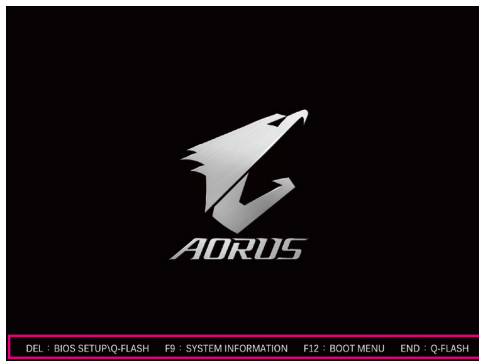 AORUS
DEL : BIOS SETUP\Q-FLASH F9 : SYSTEM INFORMATION F12 : BOOT MENU END : Q-FLASH